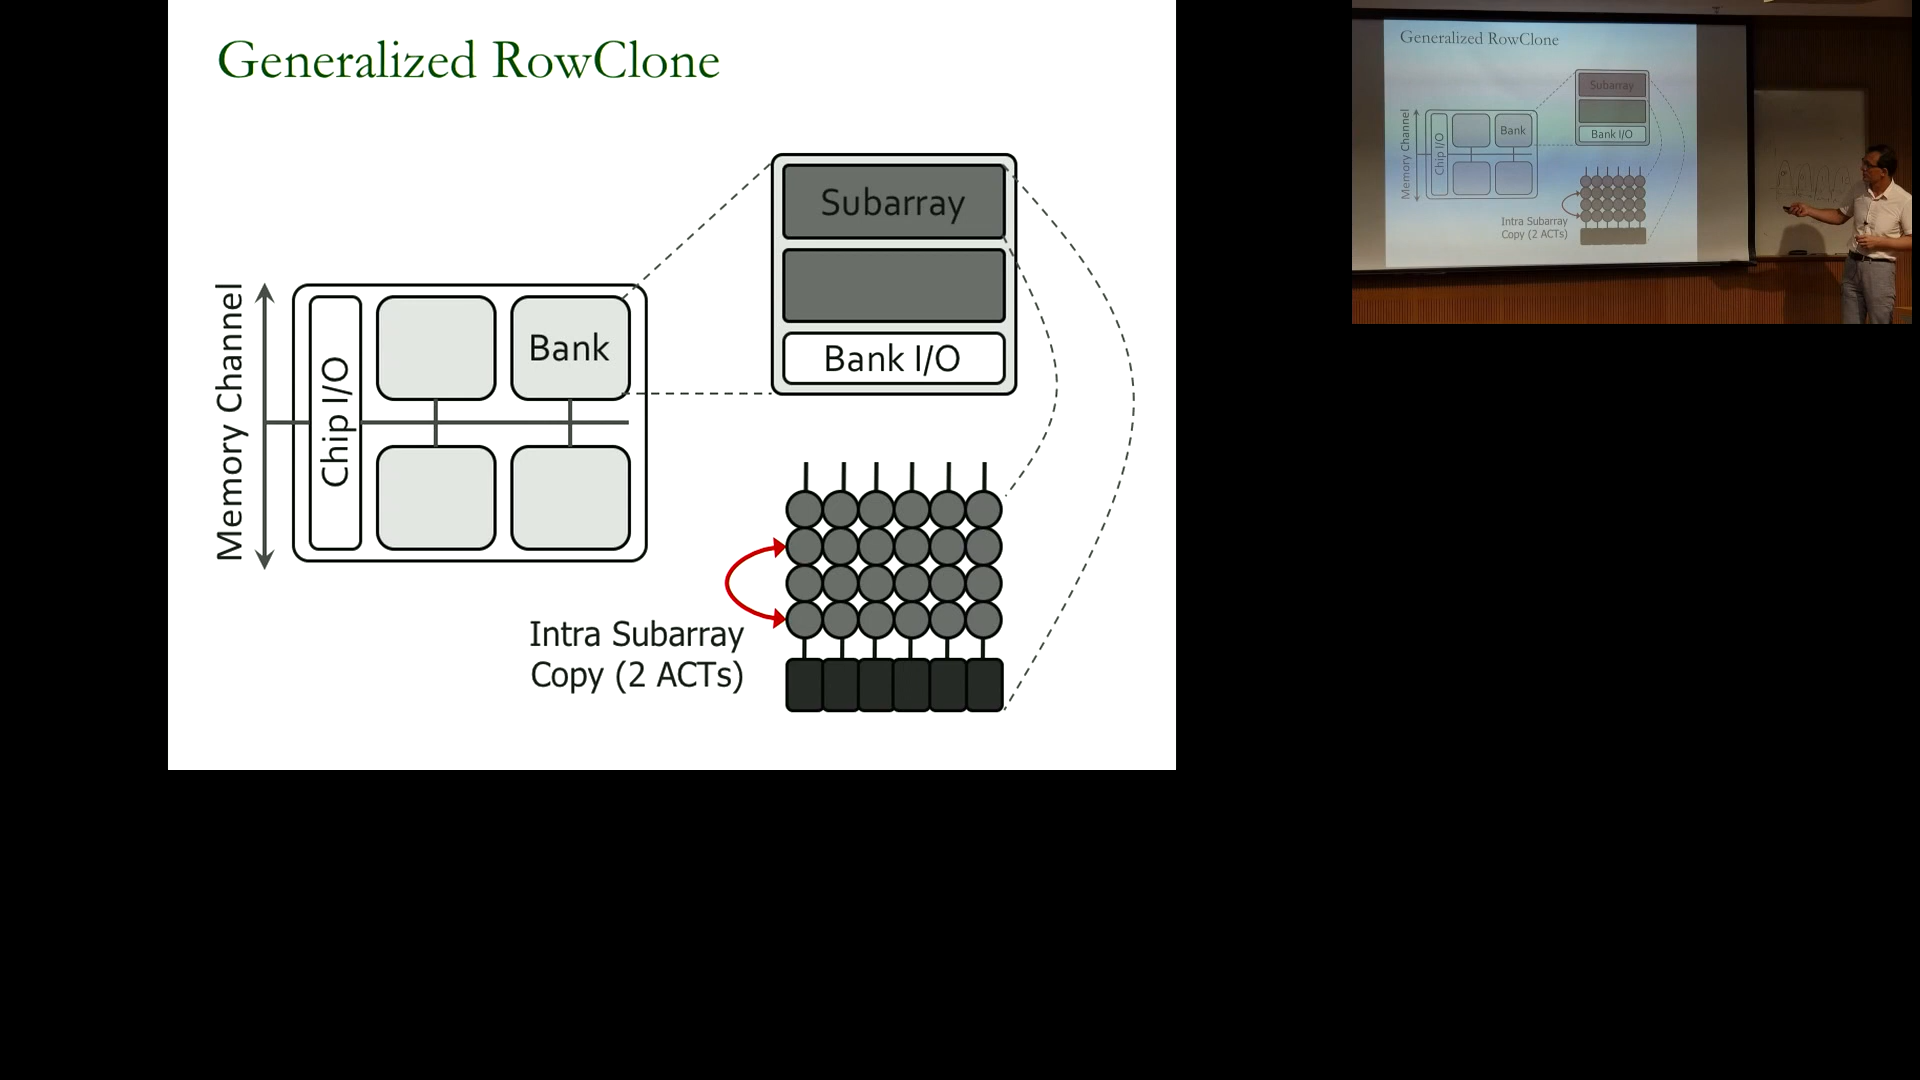 Generalized RowClone
Memory Channel
Chip I/O
Bank
Subarray
Bank I/O
Intra Subarray
Copy (2 ACTs)
Generalized RowClone
Memory Channel
Chip I/O
Bank
Subarray
Bank I/O
Intra Subarray
Copy (2 ACTs)